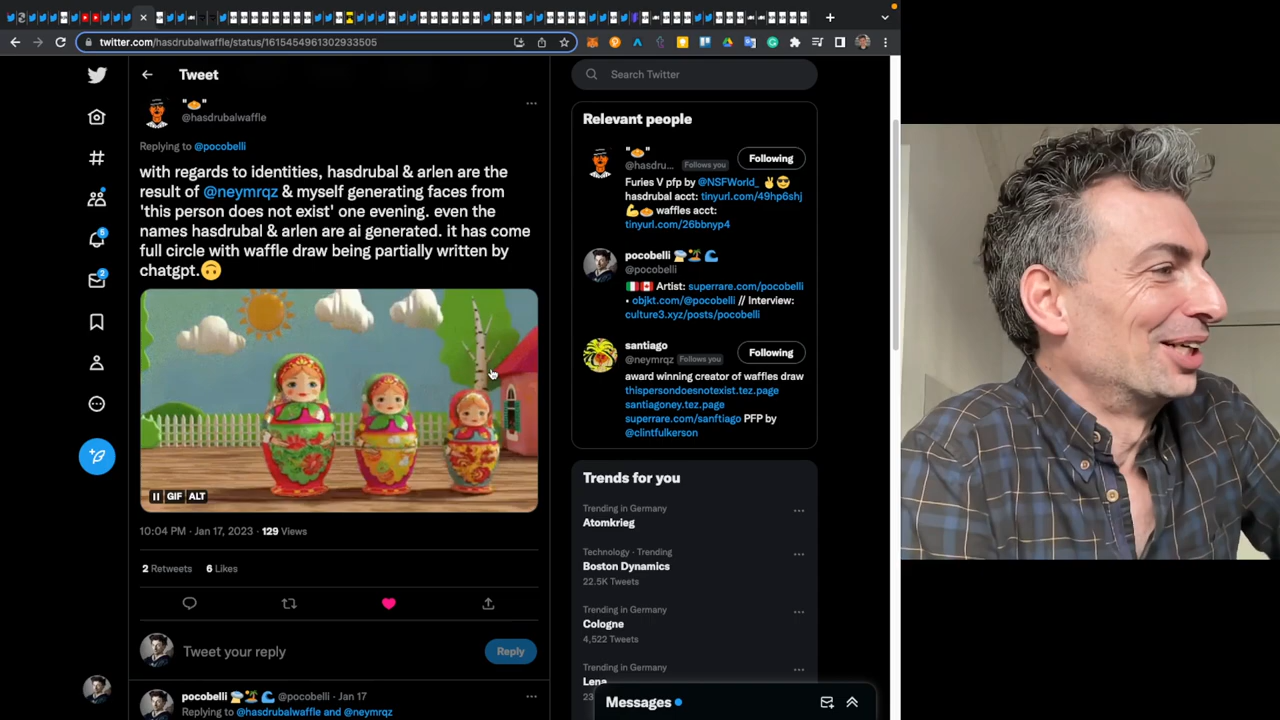 twitter.com/hasdrubalwaffle/status/1615454961302933505
Tweet
Search Twitter
"🥧"
@hasdrubalwaffle
Replying to @pocobelli
with regards to identities, hasdrubal & arlen are the
result of @neymrqz & myself generating faces from
'this person does not exist' one evening. even the
names hasdrubal & arlen are ai generated. it has come
full circle with waffle draw being partially written by
chatgpt.🙃
GIF ALT
10:04 PM · Jan 17, 2023 · 129 Views
2 Retweets 6 Likes
Tweet your reply
Reply
pocobelli @pocobelli · Jan 17
Replying to @hasdrubalwaffle and @neymrqz
5
2
Relevant people
"🥧"
@hasdru... Follows you
Following
Furies V pfp by @NSFWorld_ ✌😎
hasdrubal acct: tinyurl.com/49hp6shj
💪🥧 waffles acct:
tinyurl.com/26bbnyp4
pocobelli
@pocobelli
🇮🇹🇨🇦 Artist: superrare.com/pocobelli
• objkt.com/@pocobelli // Interview:
culture3.xyz/posts/pocobelli
santiago
@neymrqz Follows you
Following
award winning creator of waffles draw
thispersondoesnotexist.tez.page
santiagoney.tez.page
superrare.com/sanftiago PFP by
@clintfulkerson
Trends for you
Trending in Germany
Atomkrieg
Technology · Trending
Boston Dynamics
22.5K Tweets
Trending in Germany
Cologne
4,522 Tweets
Trending in Germany
Lena
23
Messages